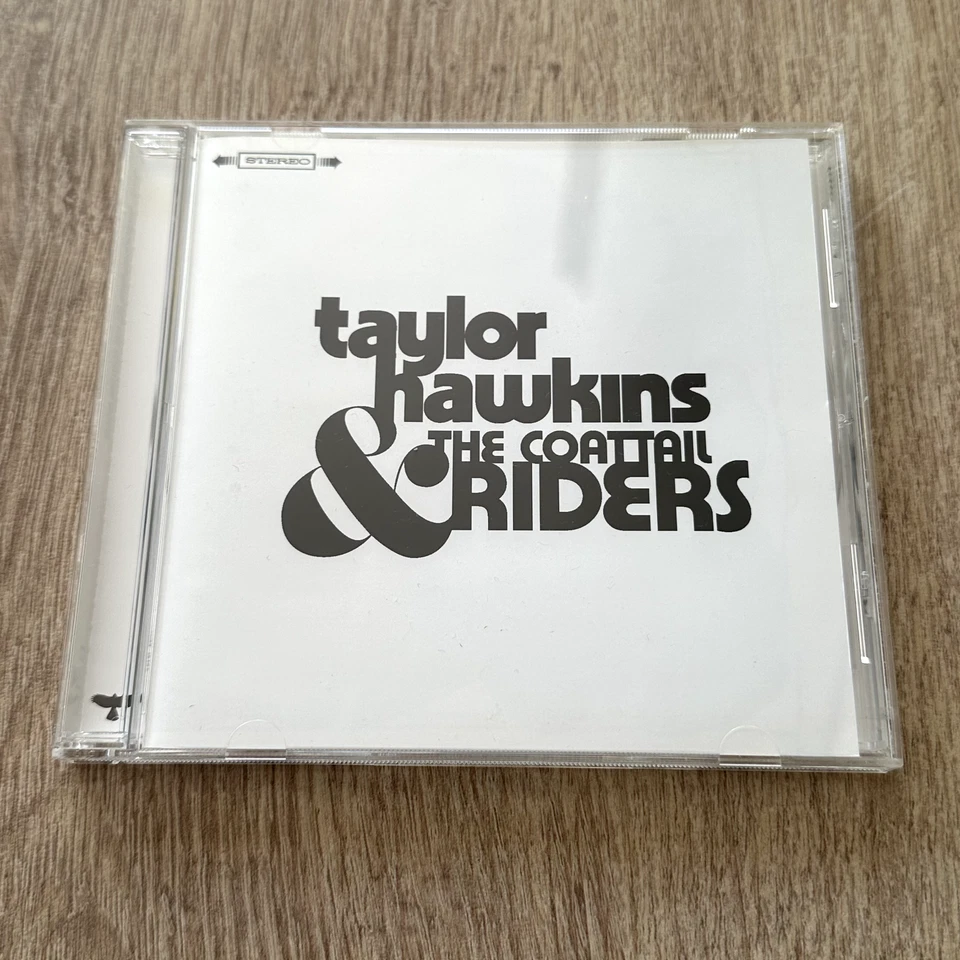 STEREO
taylor
hawkins
& THE COATTAIL
RIDERS